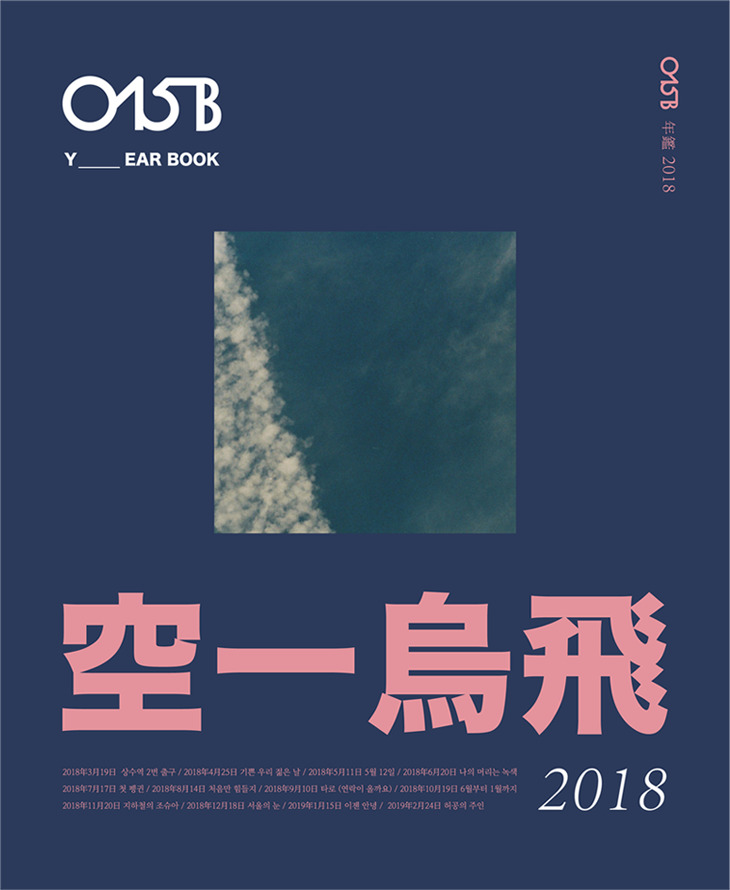 O15B
Y____ EAR BOOK
O15B 年鑑 2018
空一烏飛
2018年3月19日 상수역 2번 출구 / 2018年4月25日 기쁜 우리 젊은 날 / 2018年5月11日 5월 12일 / 2018年6月20日 나의 머리는 녹색
2018年7月17日 첫 펭귄 / 2018年8月14日 처음만 힘들지 / 2018年9月10日 타로 (연락이 올까요) / 2018年10月19日 6월부터 1월까지
2018年11月20日 지하철의 조슈아 / 2018年12月18日 서울의 눈 / 2019年1月15日 이젠 안녕 / 2019年2月24日 허공의 주인
2018